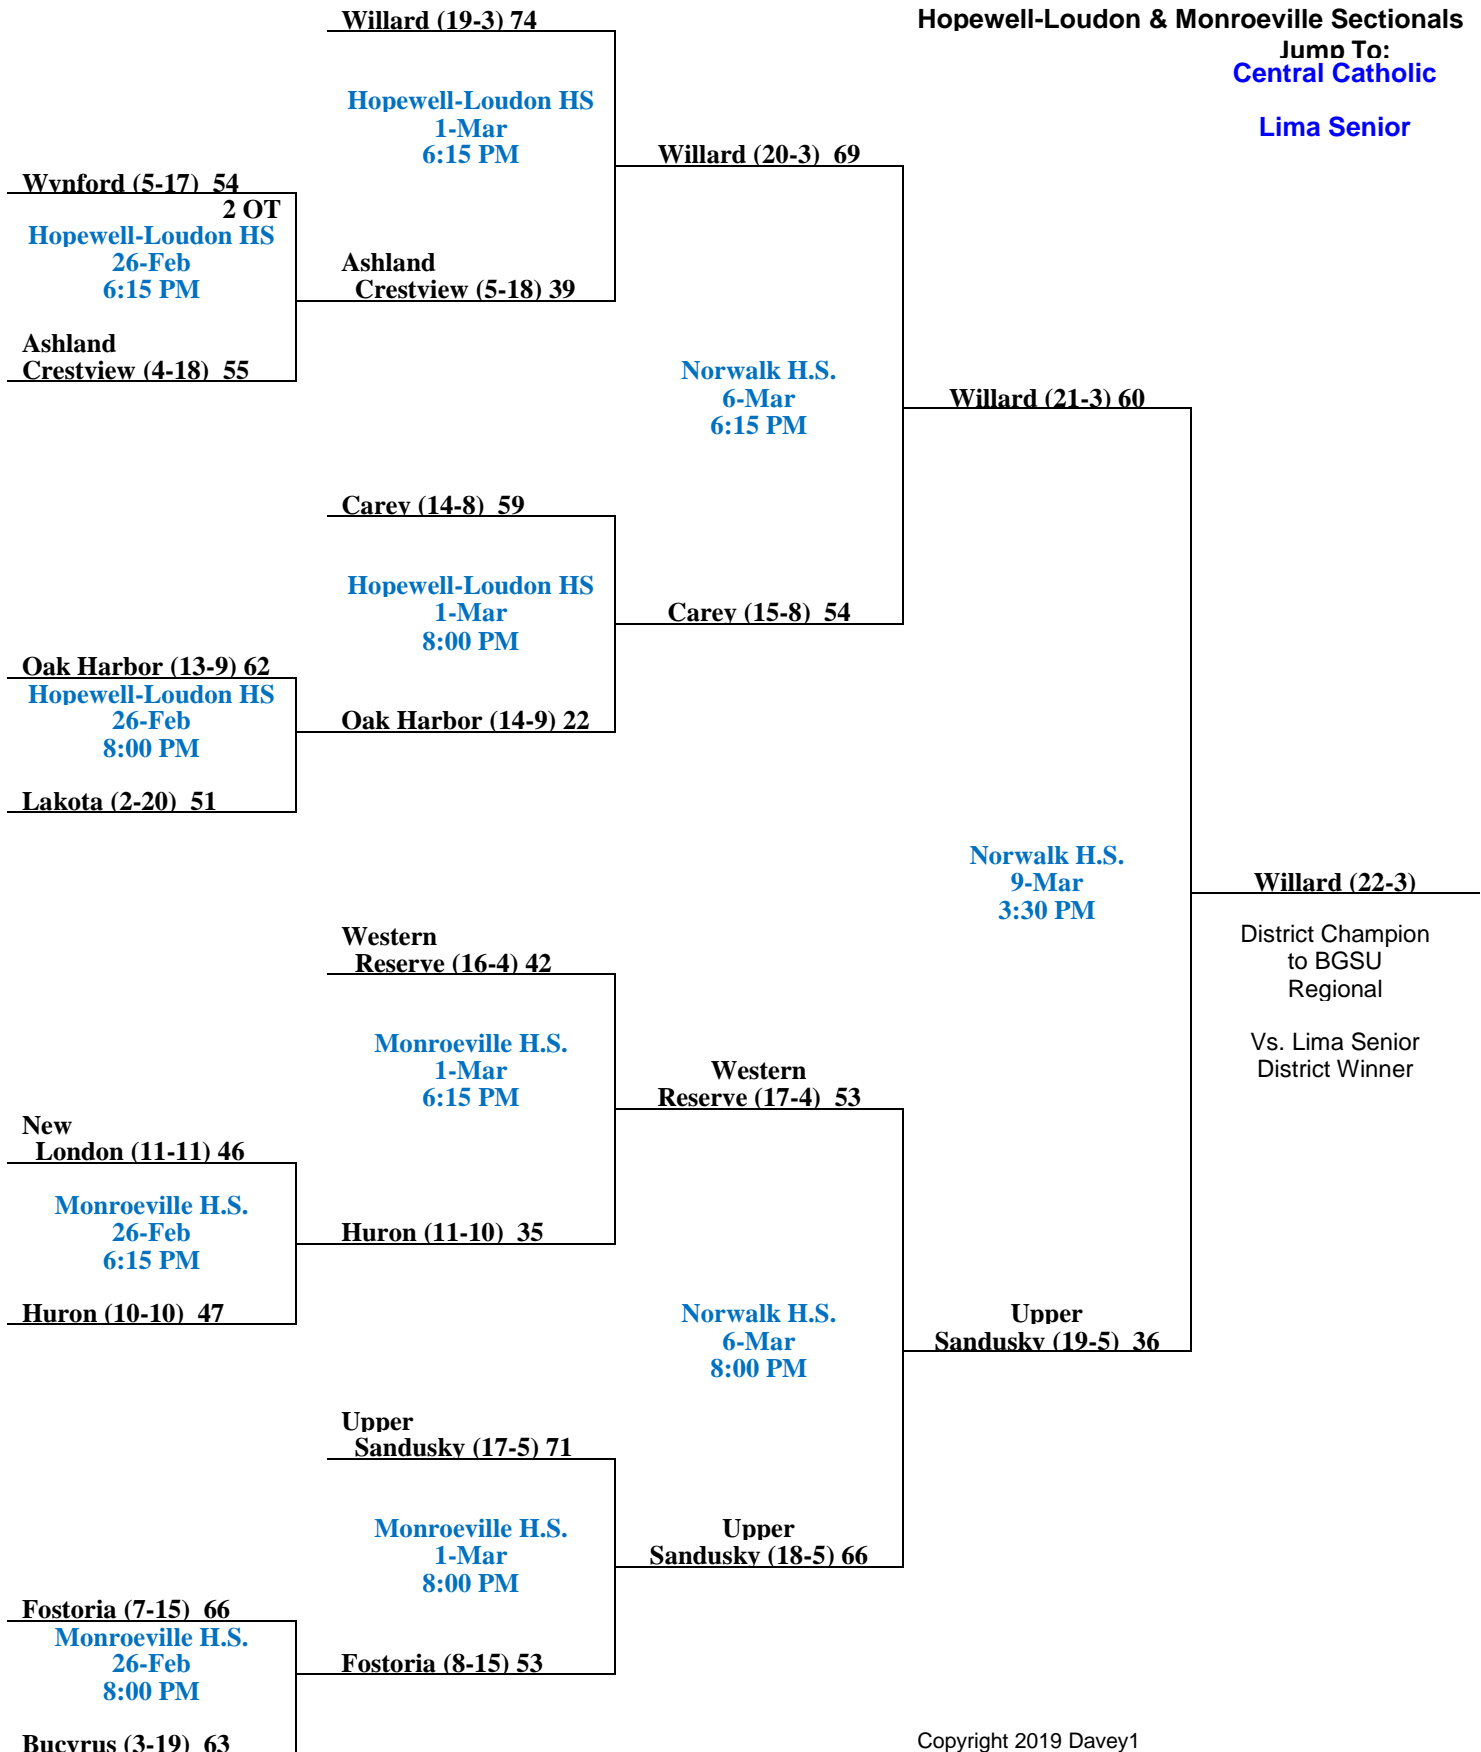 Willard (19-3) 74
Hopewell-Loudon & Monroeville Sectionals
Jump To:
Central Catholic
Lima Senior
Hopewell-Loudon HS
1-Mar
6:15 PM
Willard (20-3)  69
Wynford (5-17)  54
2 OT
Hopewell-Loudon HS
26-Feb
6:15 PM
Ashland
Crestview (5-18) 39
Ashland
Crestview (4-18)  55
Norwalk H.S.
6-Mar
6:15 PM
Willard (21-3) 60
Carey (14-8)  59
Hopewell-Loudon HS
1-Mar
8:00 PM
Carey (15-8)  54
Oak Harbor (13-9) 62
Hopewell-Loudon HS
26-Feb
8:00 PM
Oak Harbor (14-9) 22
Lakota (2-20)  51
Norwalk H.S.
9-Mar
3:30 PM
Willard (22-3)
District Champion
to BGSU
Regional
Vs. Lima Senior
District Winner
Western
Reserve (16-4) 42
Monroeville H.S.
1-Mar
6:15 PM
Western
Reserve (17-4)  53
New
London (11-11) 46
Monroeville H.S.
26-Feb
6:15 PM
Huron (11-10)  35
Huron (10-10)  47
Norwalk H.S.
6-Mar
8:00 PM
Upper
Sandusky (19-5)  36
Upper
Sandusky (17-5) 71
Monroeville H.S.
1-Mar
8:00 PM
Upper
Sandusky (18-5) 66
Fostoria (7-15)  66
Monroeville H.S.
26-Feb
8:00 PM
Fostoria (8-15) 53
Bucyrus (3-19)  63
Copyright 2019 Davey1